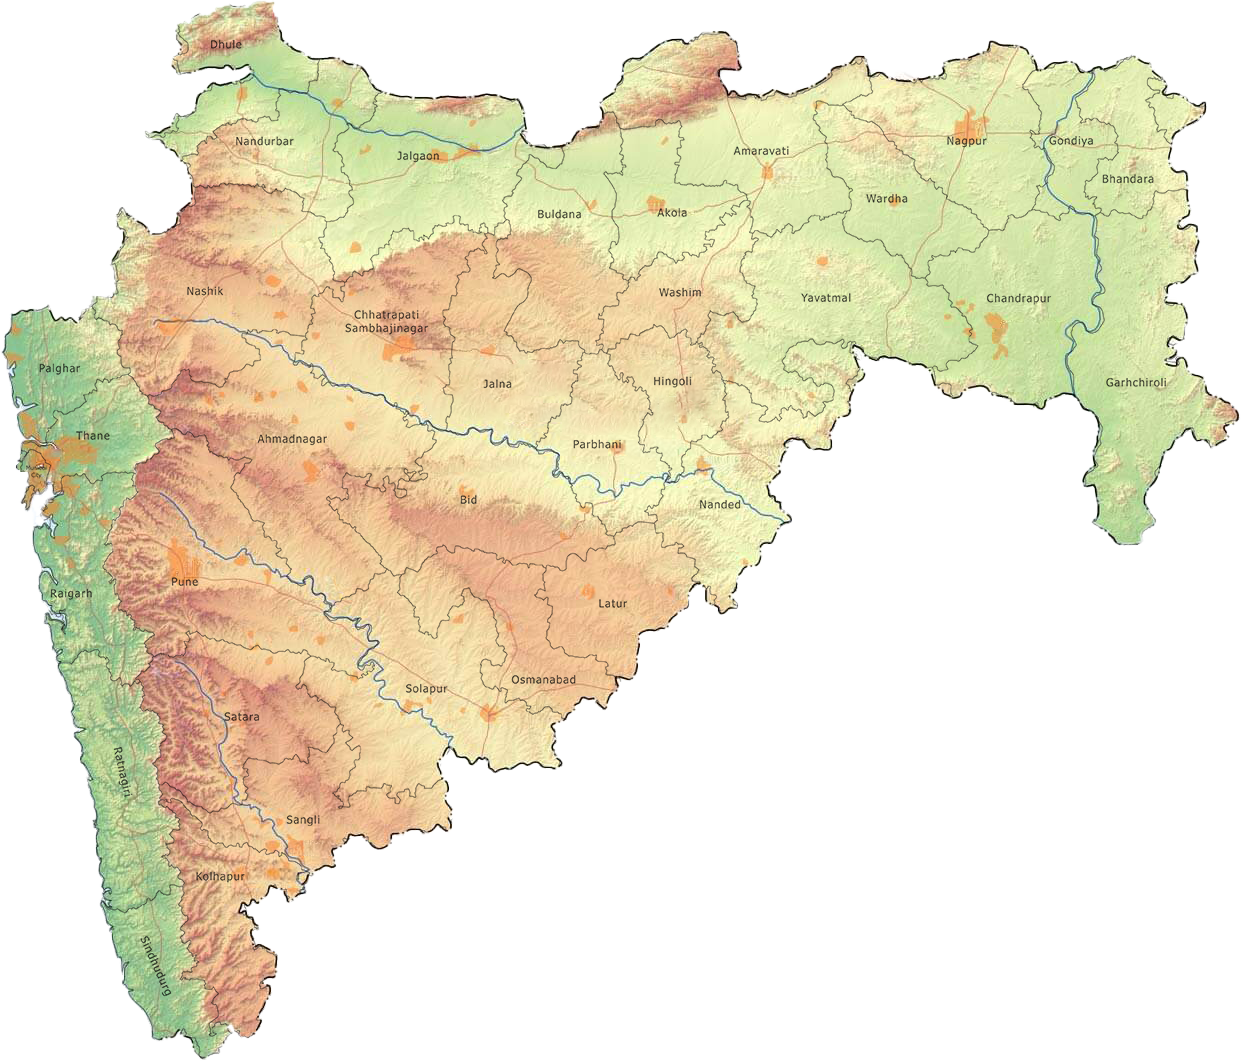 Dhule
Nandurbar
Jalgaon
Amaravati
Nagpur
Gondiya
Bhandara
Buldana
Akola
Wardha
Nashik
Chhatrapati
Sambhajinagar
Washim
Yavatmal
Chandrapur
Palghar
Jalna
Hingoli
Garhchiroli
Thane
Ahmadnagar
Parbhani
City
Bid
Nanded
Pune
Raigarh
Latur
Osmanabad
Solapur
Satara
Ratnagiri
Sangli
Kolhapur
Sindhudurg